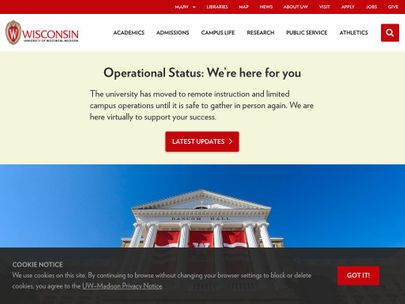 MyUW
LIBRARIES
MAP
NEWS
ABOUT UW
VISIT
APPLY
JOBS
GIVE
WISCONSIN
UNIVERSITY OF WISCONSIN–MADISON
ACADEMICS
ADMISSIONS
CAMPUS LIFE
RESEARCH
PUBLIC SERVICE
ATHLETICS
Operational Status: We're here for you
The university has moved to remote instruction and limited
campus operations until it is safe to gather in person again. We are
here virtually to support your success.
LATEST UPDATES
BASCOM HALL
W
COOKIE NOTICE
We use cookies on this site. By continuing to browse without changing your browser settings to block or delete
cookies, you agree to the UW–Madison Privacy Notice.
GOT IT!